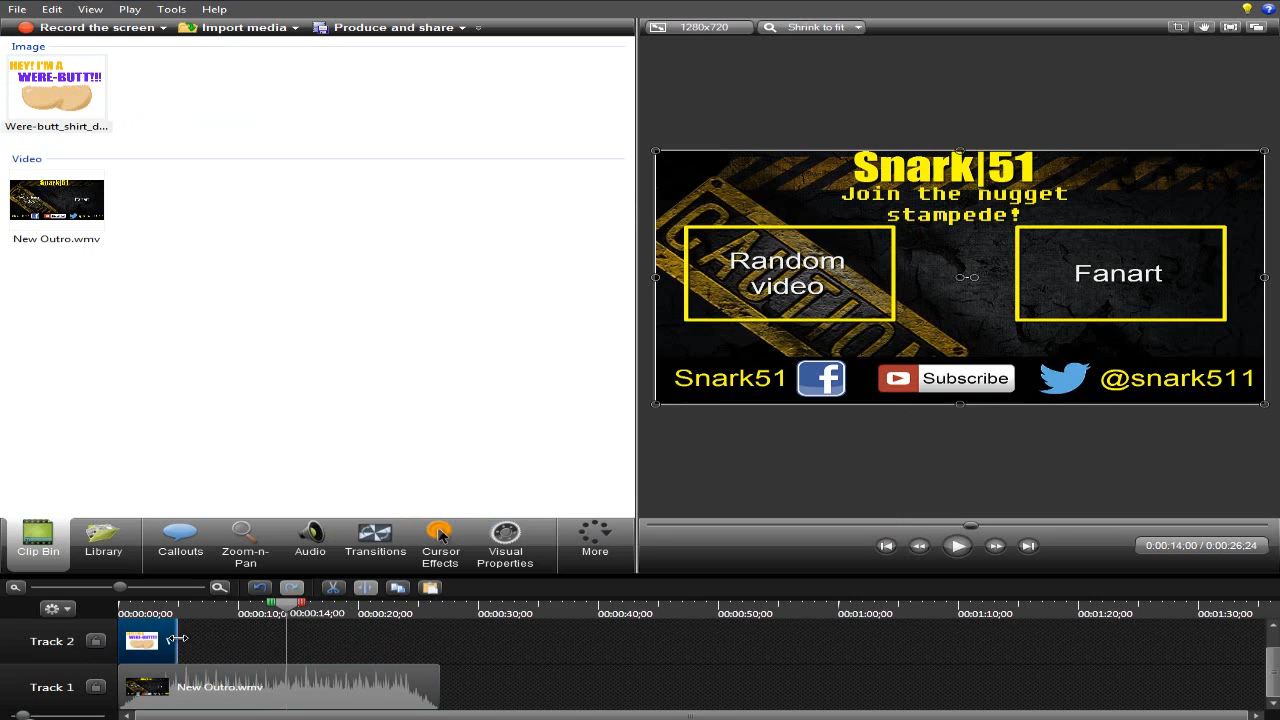 File Edit View Play Tools Help
Record the screen Import media Produce and share
1280x720 Shrink to fit
Image
HEY! I'M A
WERE-BUTT!!!
Were-butt_shirt_d...
Video
New Outro.wmv
Snark|51
Join the nugget
stampede!
Random
video
Fanart
Snark51 f Subscribe @snark511
Clip Bin Library Callouts Zoom-n-
Pan Audio Transitions Cursor
Effects Visual
Properties More
0:00:14;00 / 0:00:26;24
00:00:00;00 00:00:10;0 00:00:14;00 00:00:20;00 00:00:30;00 00:00:40;00 00:00:50;00 00:01:00;00 00:01:10;00 00:01:20;00 00:01:30;00
Track 2
HEY! I'M A
WERE-BUTT!!!
Track 1 New Outro.wmv